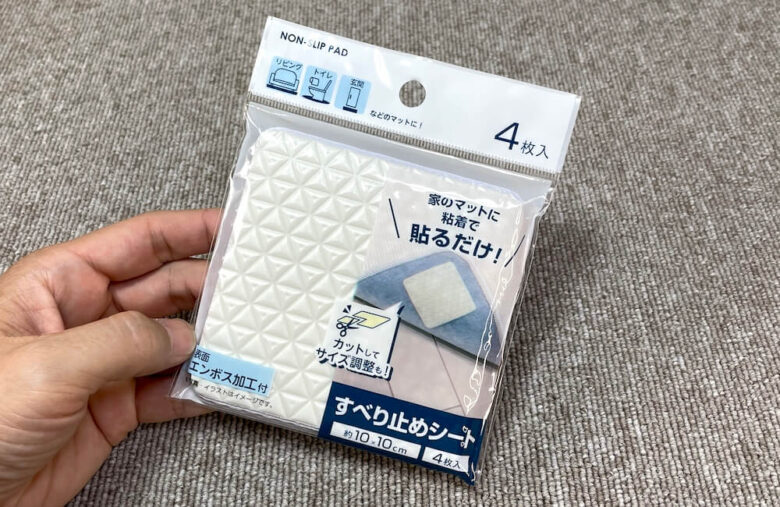 NON-SLIP PAD
リビング
トイレ
玄関
などのマットに!
4枚入
家のマットに
粘着で
貼るだけ!
カットして
サイズ調整も!
表面
エンボス加工付
イラストはイメージです。
すべり止めシート
約10×10cm
4枚入